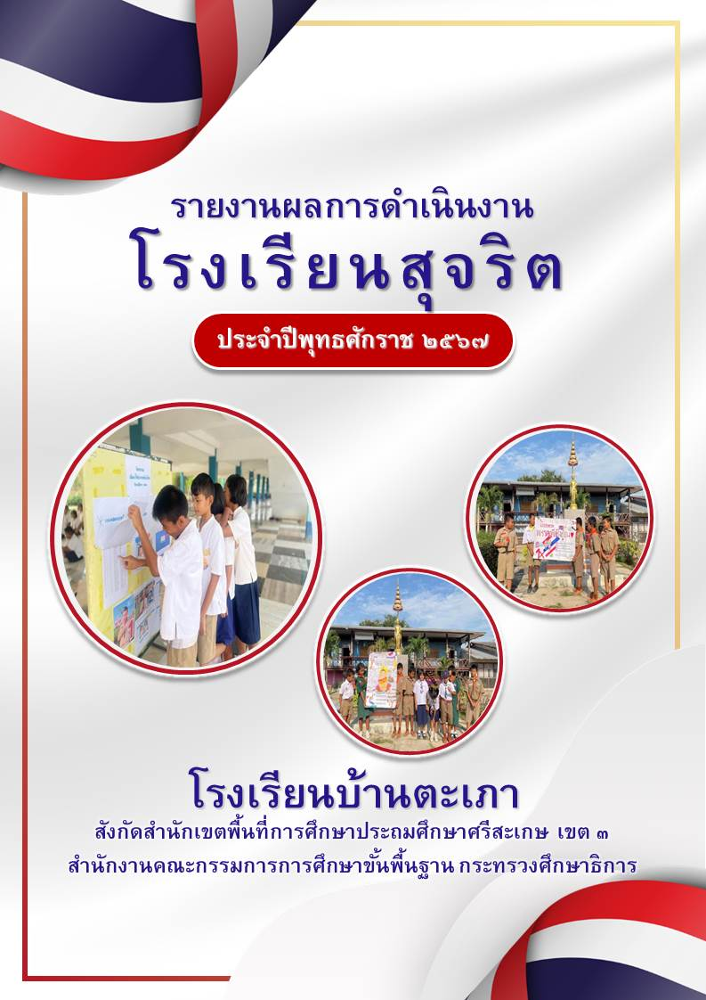 รายงานผลการดำเนินงาน
โรงเรียนสุจริต
ประจำปีพุทธศักราช ๒๕๖๗
โรงเรียนบ้านตะเภา
สังกัดสำนักเขตพื้นที่การศึกษาประถมศึกษาศรีสะเกษ เขต ๓
สำนักงานคณะกรรมการการศึกษาขั้นพื้นฐาน กระทรวงศึกษาธิการ